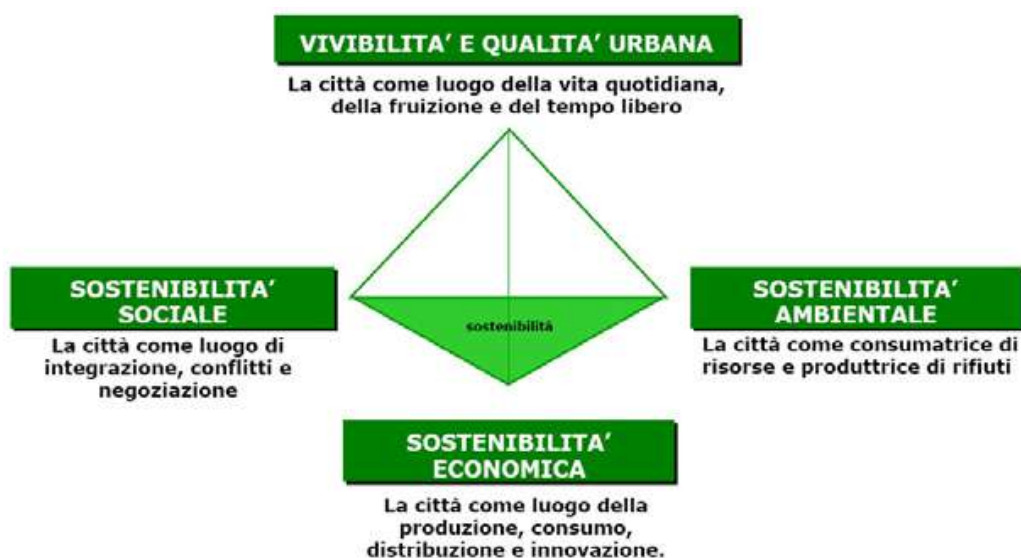 VIVIBILITA’ E QUALITA’ URBANA
La città come luogo della vita quotidiana,
della fruizione e del tempo libero
SOSTENIBILITA’
SOCIALE
La città come luogo di
integrazione, conflitti e
negoziazione
sostenibilità
SOSTENIBILITA’
AMBIENTALE
La città come consumatrice di
risorse e produttrice di rifiuti
SOSTENIBILITA’
ECONOMICA
La città come luogo della
produzione, consumo,
distribuzione e innovazione.